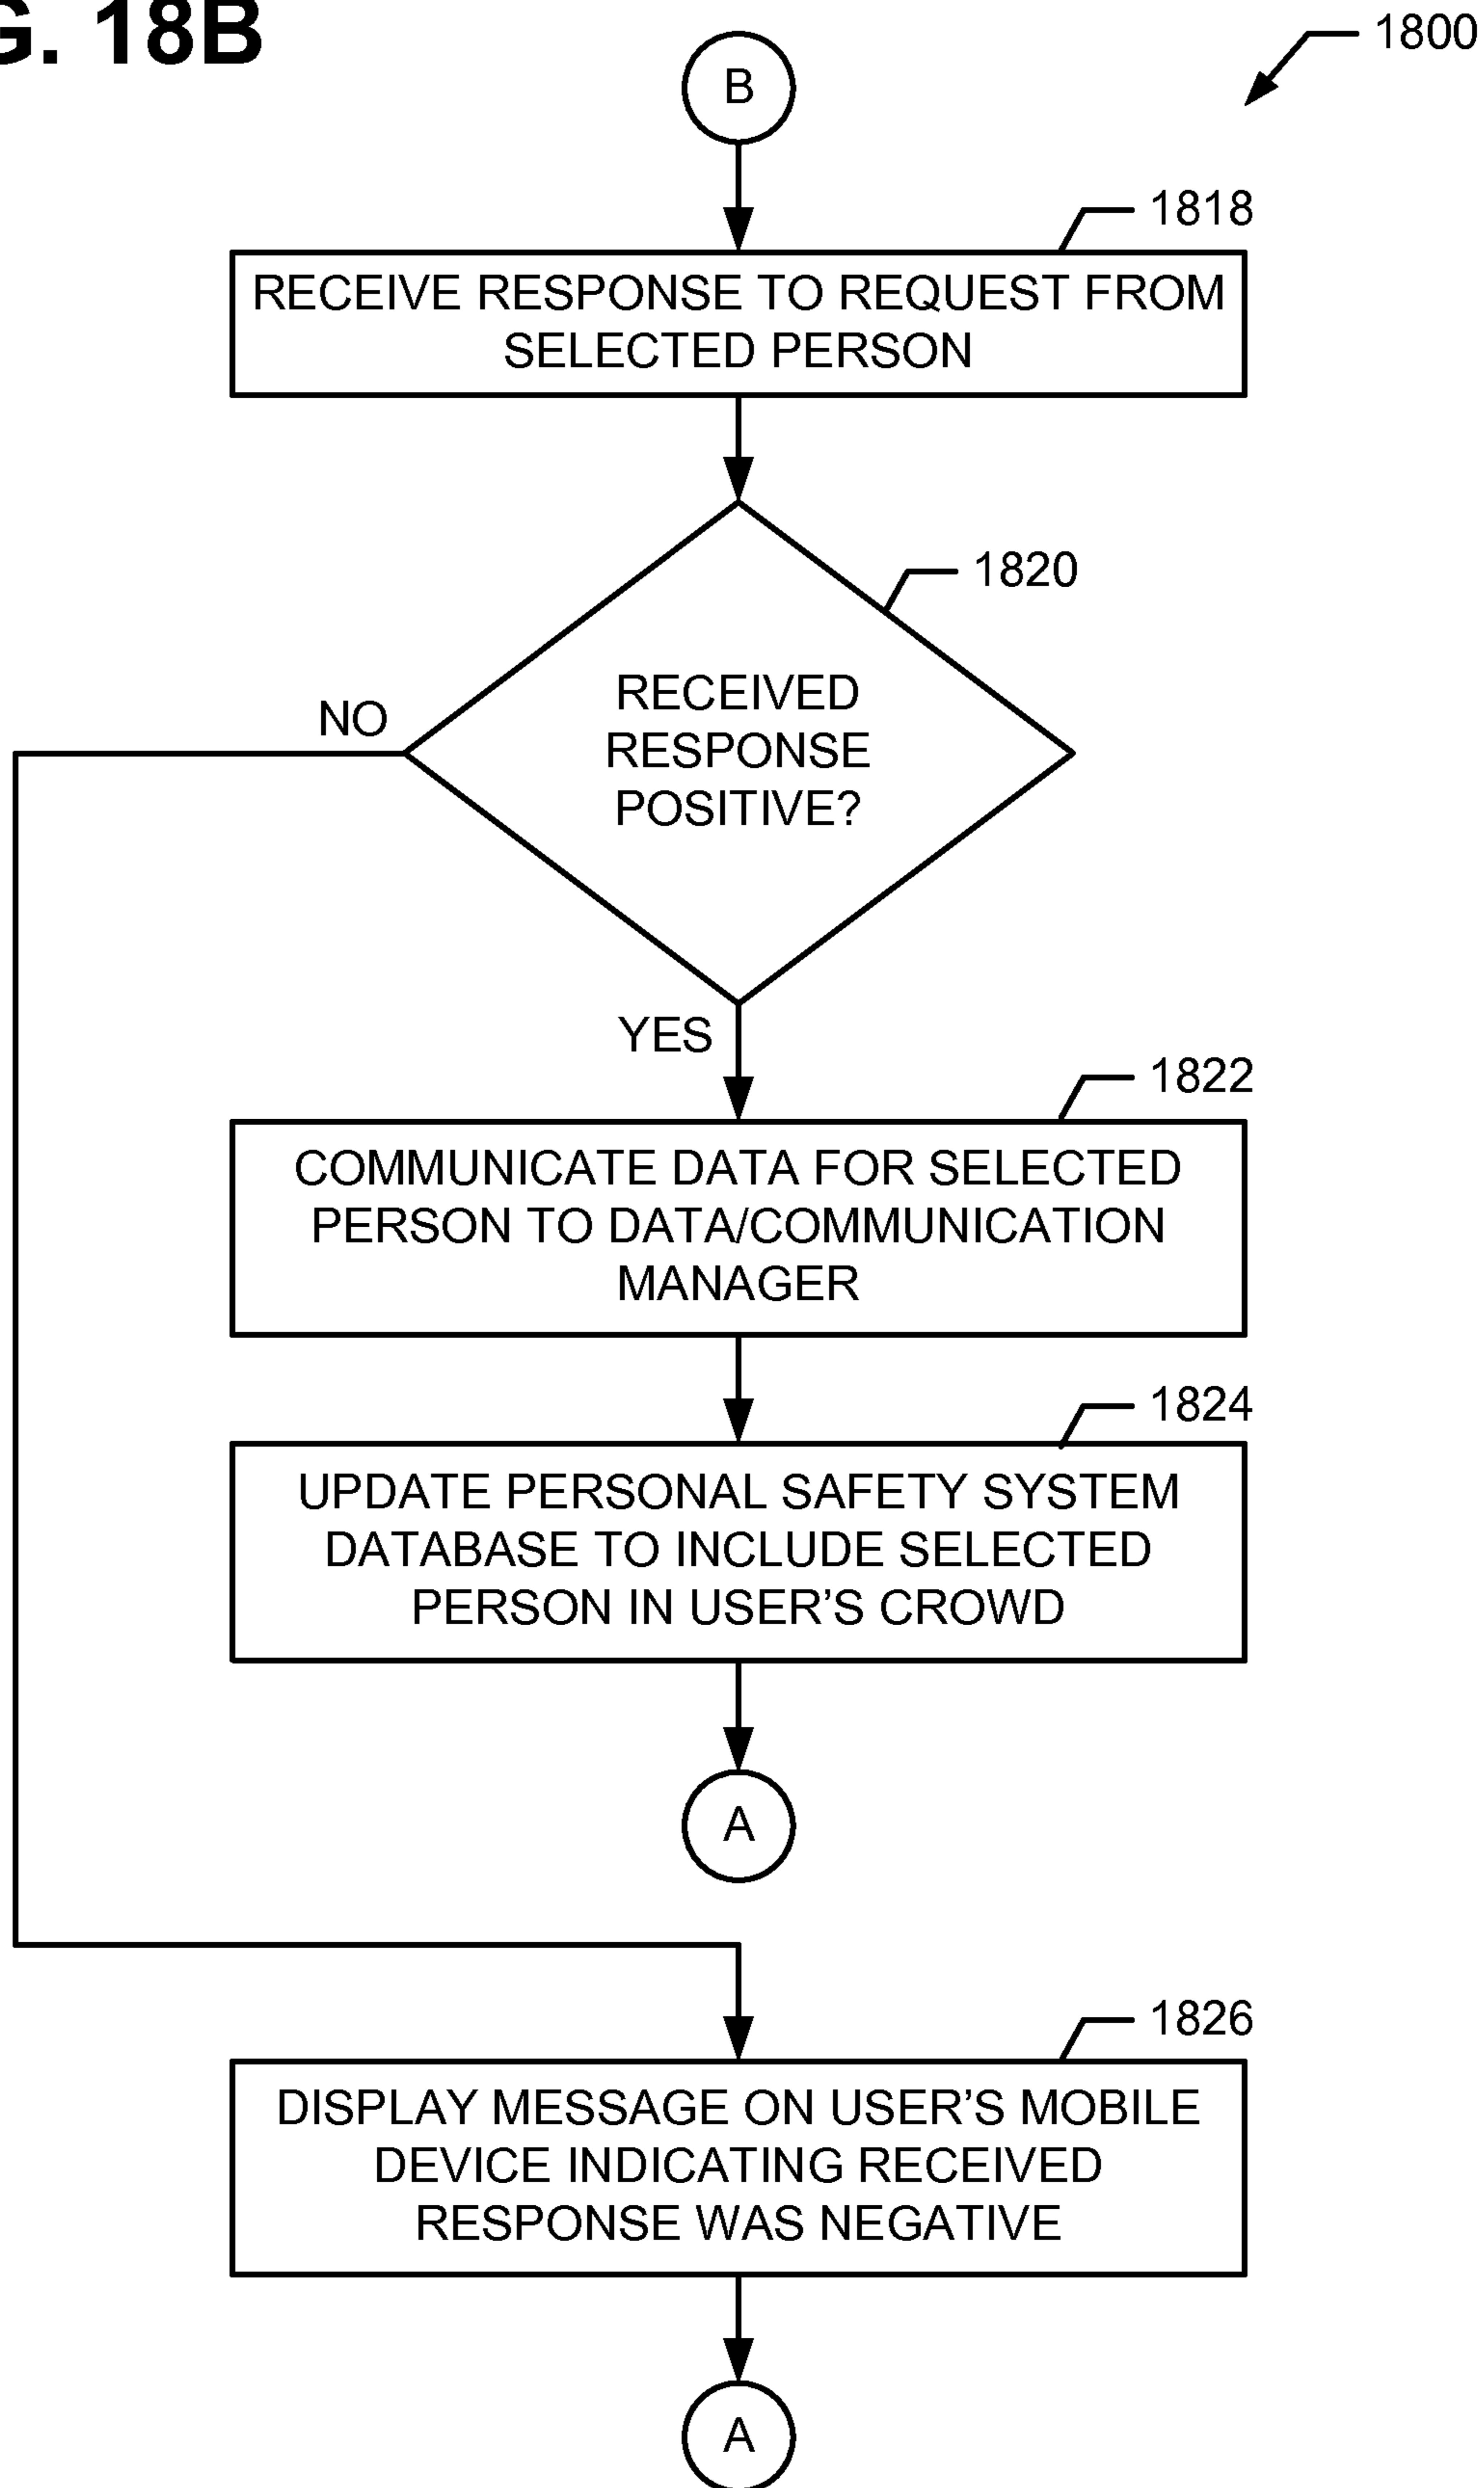 G. 18B
1800
B
1818
RECEIVE RESPONSE TO REQUEST FROM
SELECTED PERSON
1820
RECEIVED
RESPONSE
POSITIVE?
NO
YES
1822
COMMUNICATE DATA FOR SELECTED
PERSON TO DATA/COMMUNICATION
MANAGER
1824
UPDATE PERSONAL SAFETY SYSTEM
DATABASE TO INCLUDE SELECTED
PERSON IN USER’S CROWD
A
1826
DISPLAY MESSAGE ON USER’S MOBILE
DEVICE INDICATING RECEIVED
RESPONSE WAS NEGATIVE
A